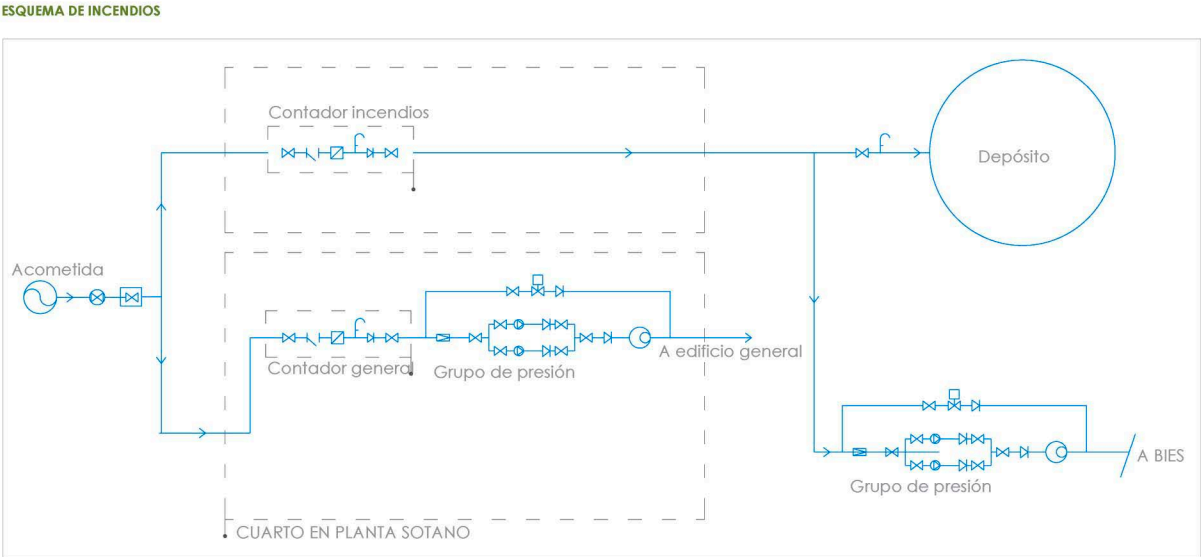 ESQUEMA DE INCENDIOS
Contador incendios
Depósito
Acometida
A edificio general
Contador general
Grupo de presión
A BIES
Grupo de presión
CUARTO EN PLANTA SOTANO